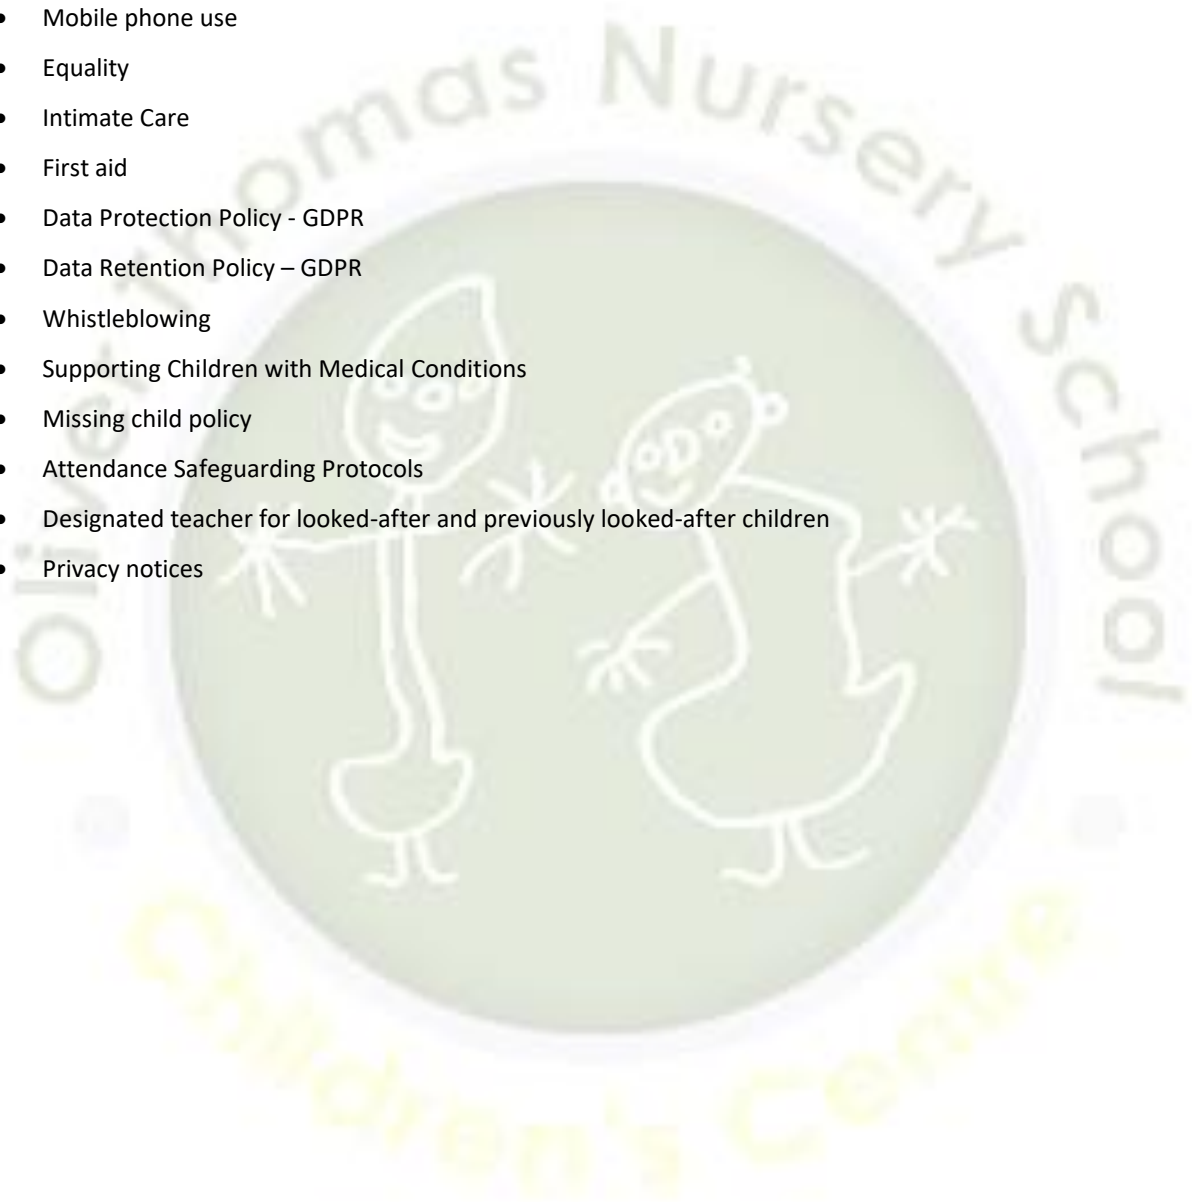 • Mobile phone use
• Equality
• Intimate Care
• First aid
• Data Protection Policy - GDPR
• Data Retention Policy – GDPR
• Whistleblowing
• Supporting Children with Medical Conditions
• Missing child policy
• Attendance Safeguarding Protocols
• Designated teacher for looked-after and previously looked-after children
• Privacy notices
Oliver Thomas Nursery School
Children's Centre